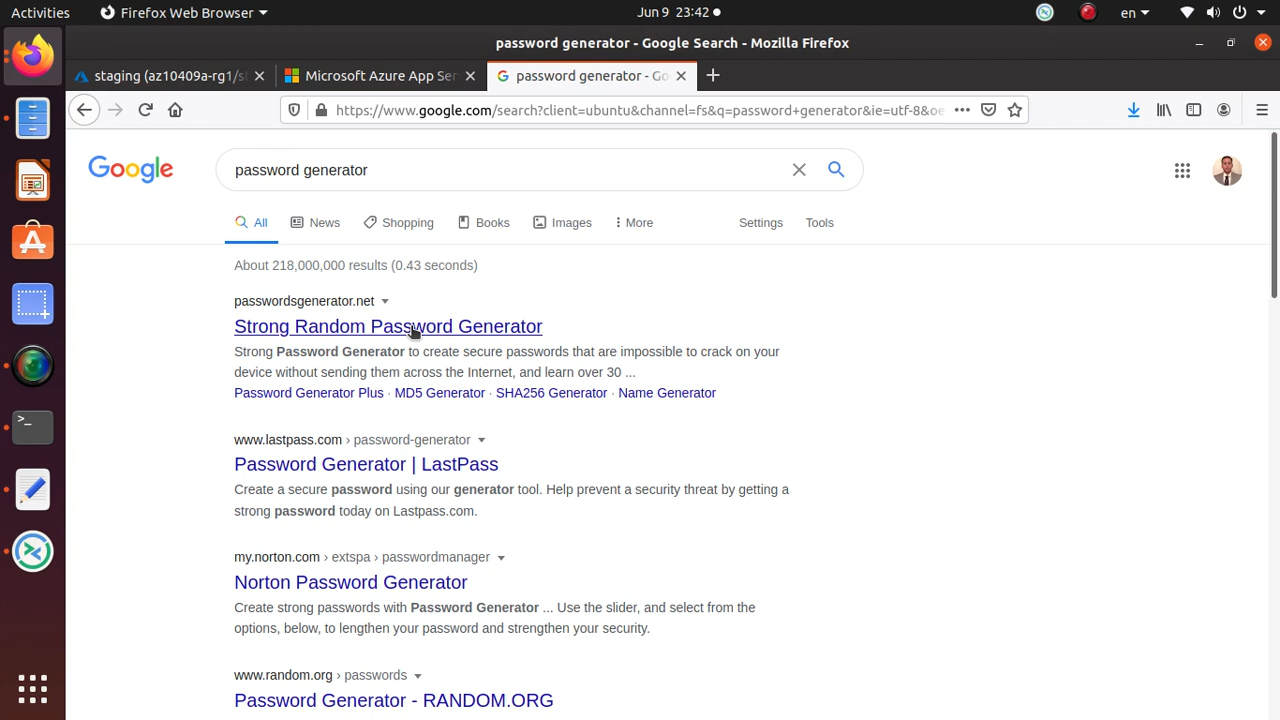 Activities Firefox Web Browser Jun 9 23:42 en
password generator - Google Search - Mozilla Firefox
staging (az10409a-rg1/s Microsoft Azure App Ser password generator - Go
https://www.google.com/search?client=ubuntu&channel=fs&q=password+generator&ie=utf-8&oe
Google password generator
All News Shopping Books Images More Settings Tools
About 218,000,000 results (0.43 seconds)
passwordsgenerator.net
Strong Random Password Generator
Strong Password Generator to create secure passwords that are impossible to crack on your
device without sending them across the Internet, and learn over 30 ...
Password Generator Plus · MD5 Generator · SHA256 Generator · Name Generator
www.lastpass.com › password-generator
Password Generator | LastPass
Create a secure password using our generator tool. Help prevent a security threat by getting a
strong password today on Lastpass.com.
my.norton.com › extspa › passwordmanager
Norton Password Generator
Create strong passwords with Password Generator ... Use the slider, and select from the
options, below, to lengthen your password and strengthen your security.
www.random.org › passwords
Password Generator - RANDOM.ORG